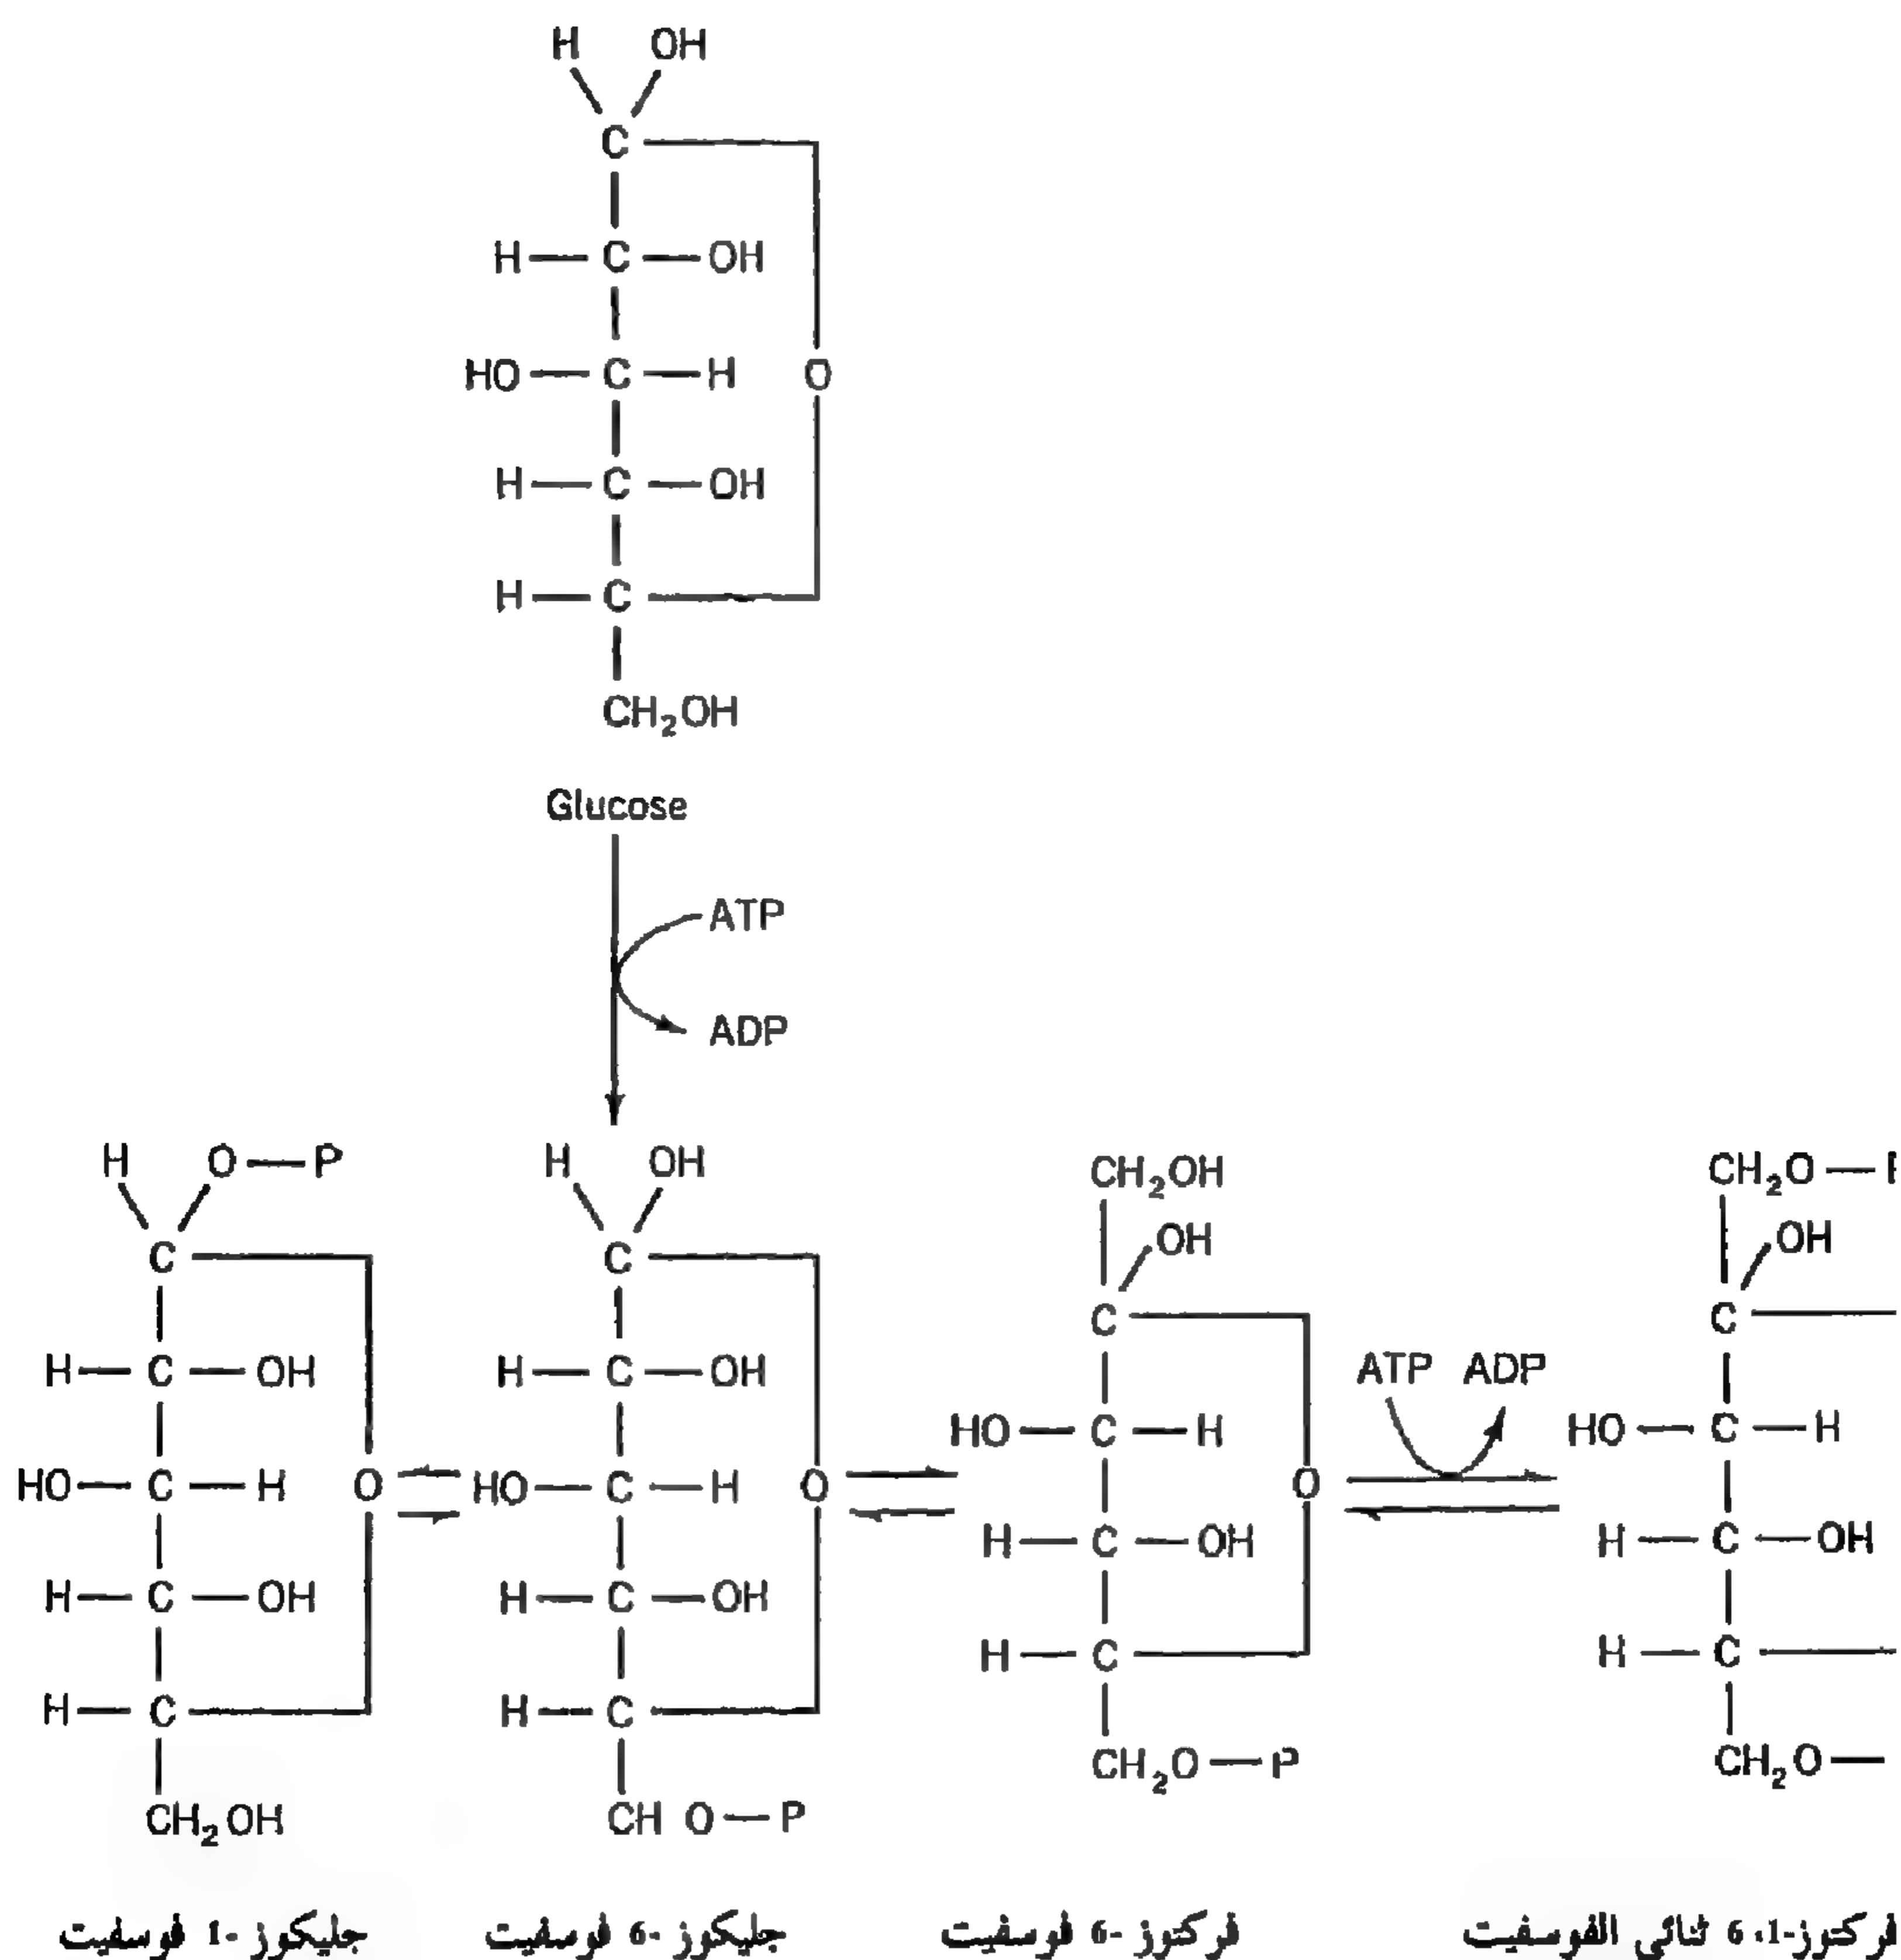 H OH
C
H — C — OH
HO — C — H O
H — C — OH
H — C
CH₂OH
Glucose
ATP
ADP
H O — P
C
H — C — OH
HO — C — H O
H — C — OH
H — C
CH₂OH
جليكوز -1 فوسفيت
H OH
C
H — C — OH
HO — C — H O
H — C — OH
H — C
CH O — P
جليكوز -6 فوسفيت
CH₂OH
OH
C
HO — C — H
O
H — C — OH
H — C
CH₂O — P
فركتوز -6 فوسفيت
ATP ADP
CH₂O —
OH
C
HO — C — H
H — C — OH
H — C
CH₂O —
فركتوز-1، 6 ثنائى الفوسفيت